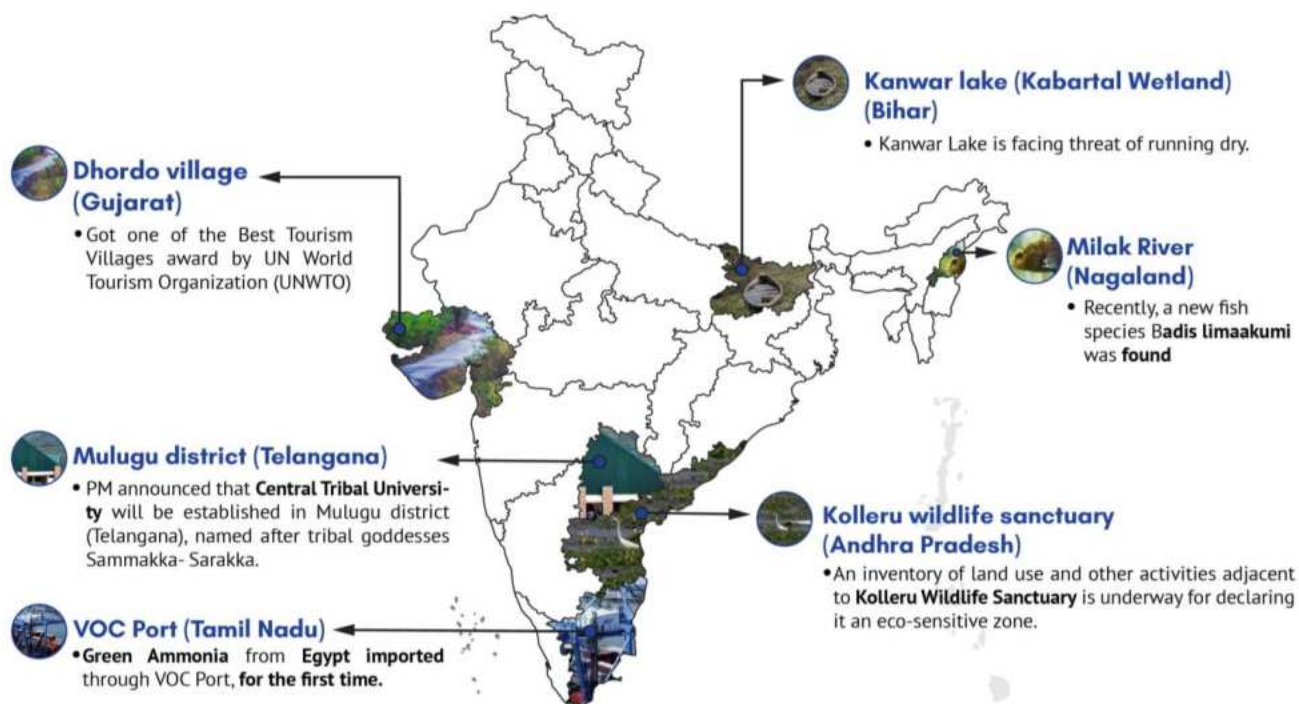 Kanwar lake (Kabartal Wetland)
(Bihar)
• Kanwar Lake is facing threat of running dry.
Dhordo village
(Gujarat)
• Got one of the Best Tourism
Villages award by UN World
Tourism Organization (UNWTO)
Milak River
(Nagaland)
• Recently, a new fish
species Badis limaakumi
was found
Mulugu district (Telangana)
• PM announced that Central Tribal Universi-
ty will be established in Mulugu district
(Telangana), named after tribal goddesses
Sammakka- Sarakka.
Kolleru wildlife sanctuary
(Andhra Pradesh)
• An inventory of land use and other activities adjacent
to Kolleru Wildlife Sanctuary is underway for declaring
it an eco-sensitive zone.
VOC Port (Tamil Nadu)
• Green Ammonia from Egypt imported
through VOC Port, for the first time.